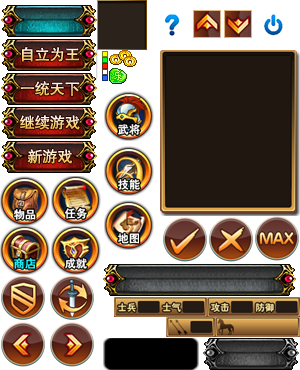 ?
自立为王
一统天下
继续游戏
新游戏
武将
技能
地图
物品
任务
商店
成就
MAX
士兵
士气
攻击
防御